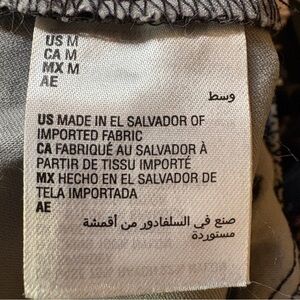 US M
CA M
MX M
AE
وسط
US MADE IN EL SALVADOR OF
IMPORTED FABRIC
CA FABRIQUÉ AU SALVADOR À
PARTIR DE TISSU IMPORTÉ
MX HECHO EN EL SALVADOR DE
TELA IMPORTADA
AE
صنع في السلفادور من أقمشة
مستوردة